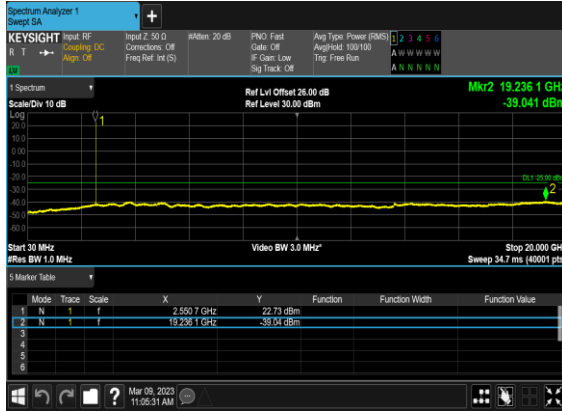 Spectrum Analyzer 1
Swept SA
+
KEYSIGHT Input: RF Input Z: 50 Ω #Atten: 20 dB PNO: Fast Avg Type: Power (RMS) 1 2 3 4 5 6
R T Coupling: DC Corrections: Off Gate: Off Avg|Hold: 100/100 A W W W W W
Align: Off Freq Ref: Int (S) IF Gain: Low Trig: Free Run
LXI Sig Track: Off A N N N N N
1 Spectrum Ref Lvl Offset 26.00 dB Mkr2 19.236 1 GHz
Scale/Div 10 dB Ref Level 30.00 dBm -39.041 dBm
Log
1
20.0
10.0
0.00
-10.0
-20.0
DL1 -25.00 dBm
-30.0
2
-40.0
-50.0
-60.0
Start 30 MHz Video BW 3.0 MHz* Stop 20.000 GHz
#Res BW 1.0 MHz Sweep 34.7 ms (40001 pts)
5 Marker Table
Mode Trace Scale X Y Function Function Width Function Value
1 N 1 f 2.550 7 GHz 22.73 dBm
2 N 1 f 19.236 1 GHz -39.04 dBm
3
4
5
6
? Mar 09, 2023
11:05:31 AM